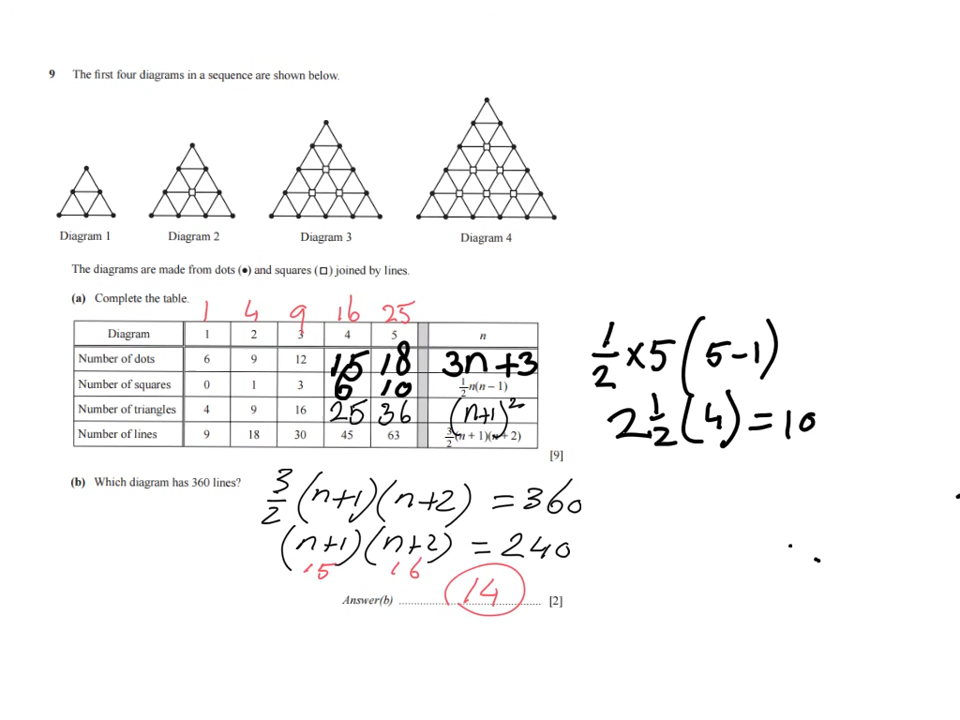 9 The first four diagrams in a sequence are shown below.
Diagram 1 Diagram 2 Diagram 3 Diagram 4
The diagrams are made from dots (●) and squares (□) joined by lines.
(a) Complete the table.
1 4 9 16 25
Diagram 1 2 3 4 5 n
Number of dots 6 9 12 15 18 3n+3
Number of squares 0 1 3 6 10 ½n(n − 1)
Number of triangles 4 9 16 25 36 (n+1)²
Number of lines 9 18 30 45 63 3/2(n + 1)(n + 2)
[9]
½ × 5 (5-1)
2½ (4) = 10
(b) Which diagram has 360 lines?
3/2 (n+1)(n+2) = 360
(n+1)(n+2) = 240
15 16
Answer(b) 14 [2]